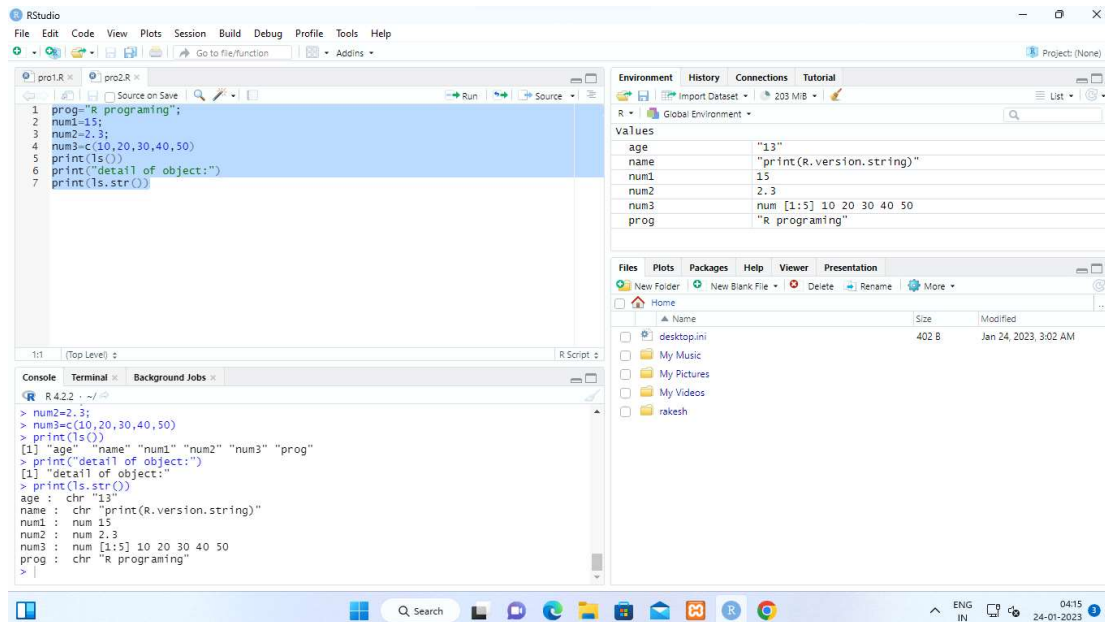 RStudio
File Edit Code View Plots Session Build Debug Profile Tools Help
Go to file/function Addins Project: (None)
pro1.R pro2.R
Source on Save Run Source
1 prog="R programing";
2 num1=15;
3 num2=2.3;
4 num3=c(10,20,30,40,50)
5 print(ls())
6 print("detail of object:")
7 print(ls.str())
1:1 (Top Level) R Script
Console Terminal Background Jobs
R 4.2.2 · ~/
> num2=2.3;
> num3=c(10,20,30,40,50)
> print(ls())
[1] "age" "name" "num1" "num2" "num3" "prog"
> print("detail of object:")
[1] "detail of object:"
> print(ls.str())
age : chr "13"
name : chr "print(R.version.string)"
num1 : num 15
num2 : num 2.3
num3 : num [1:5] 10 20 30 40 50
prog : chr "R programing"
>
Environment History Connections Tutorial
Import Dataset 203 MiB List
R Global Environment
Values
age "13"
name "print(R.version.string)"
num1 15
num2 2.3
num3 num [1:5] 10 20 30 40 50
prog "R programing"
Files Plots Packages Help Viewer Presentation
New Folder New Blank File Delete Rename More
Home ..
Name Size Modified
desktop.ini 402 B Jan 24, 2023, 3:02 AM
My Music
My Pictures
My Videos
rakesh
Search
ENG
IN
04:15
24-01-2023
3